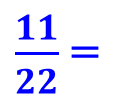 11/22 =